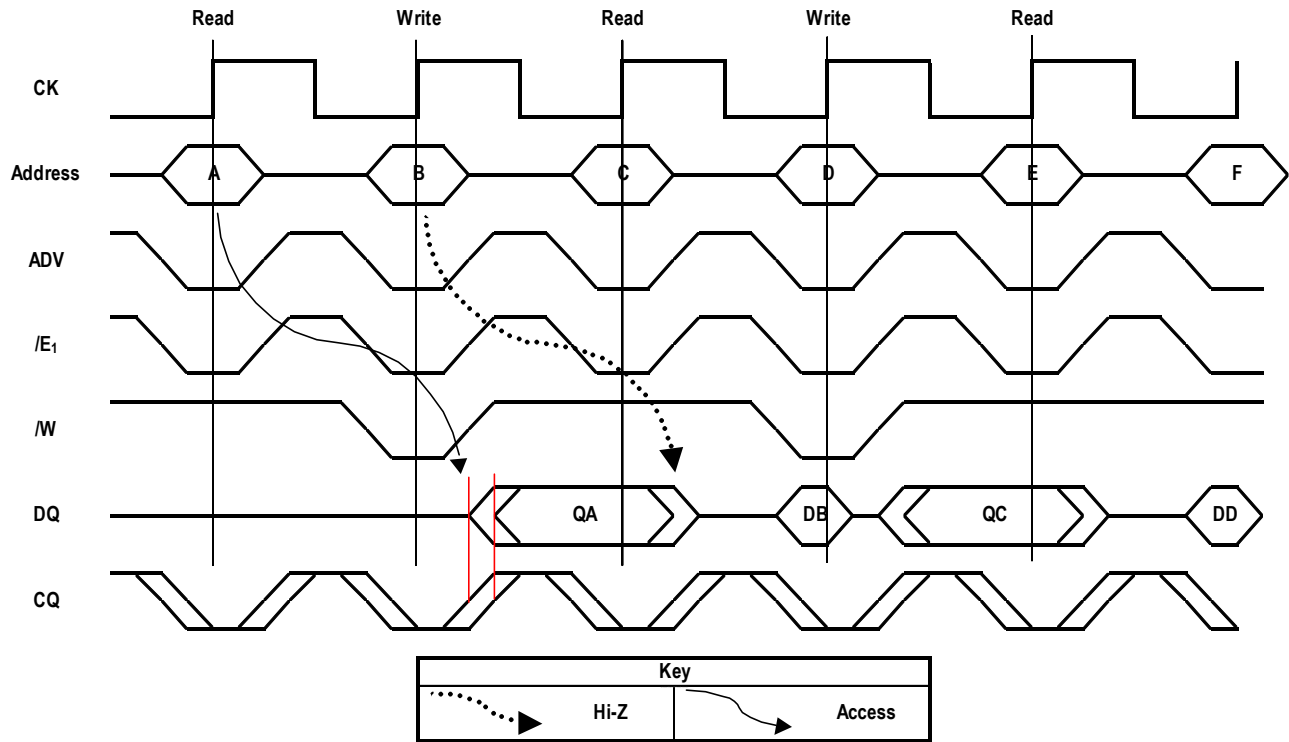 Read Write Read Write Read
CK
Address A B C D E F
ADV
/E₁
/W
DQ QA DB QC DD
CQ
Key
Hi-Z Access